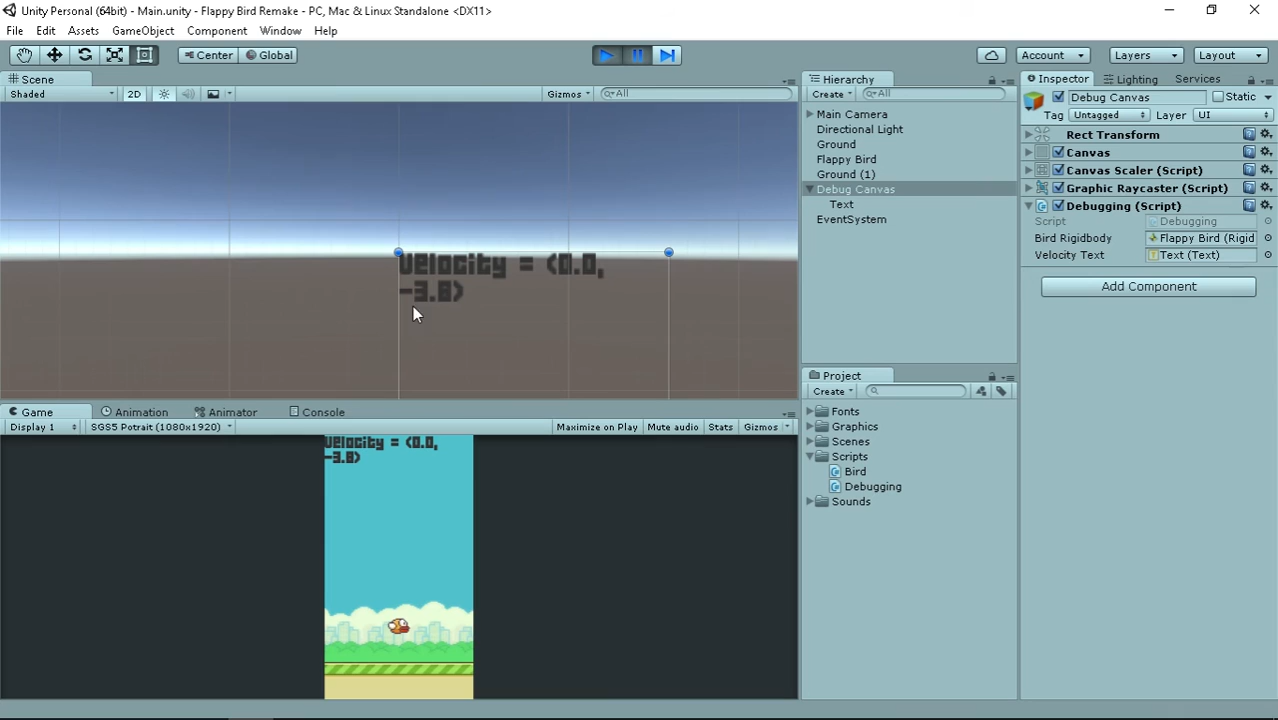 Unity Personal (64bit) - Main.unity - Flappy Bird Remake - PC, Mac & Linux Standalone <DX11>
File Edit Assets GameObject Component Window Help
Center Global Account Layers Layout
Scene
Shaded 2D Gizmos All
Velocity = (0.0,
-3.8)
Game Animation Animator Console
Display 1 SGS5 Potrait (1080x1920) Maximize on Play Mute audio Stats Gizmos
Velocity = (0.0,
-3.8)
Hierarchy
Create All
Main Camera
Directional Light
Ground
Flappy Bird
Ground (1)
Debug Canvas
Text
EventSystem
Project
Create
Fonts
Graphics
Scenes
Scripts
Bird
Debugging
Sounds
Inspector Lighting Services
Debug Canvas Static
Tag Untagged Layer UI
Rect Transform
Canvas
Canvas Scaler (Script)
Graphic Raycaster (Script)
Debugging (Script)
Script Debugging
Bird Rigidbody Flappy Bird (Rigid
Velocity Text Text (Text)
Add Component